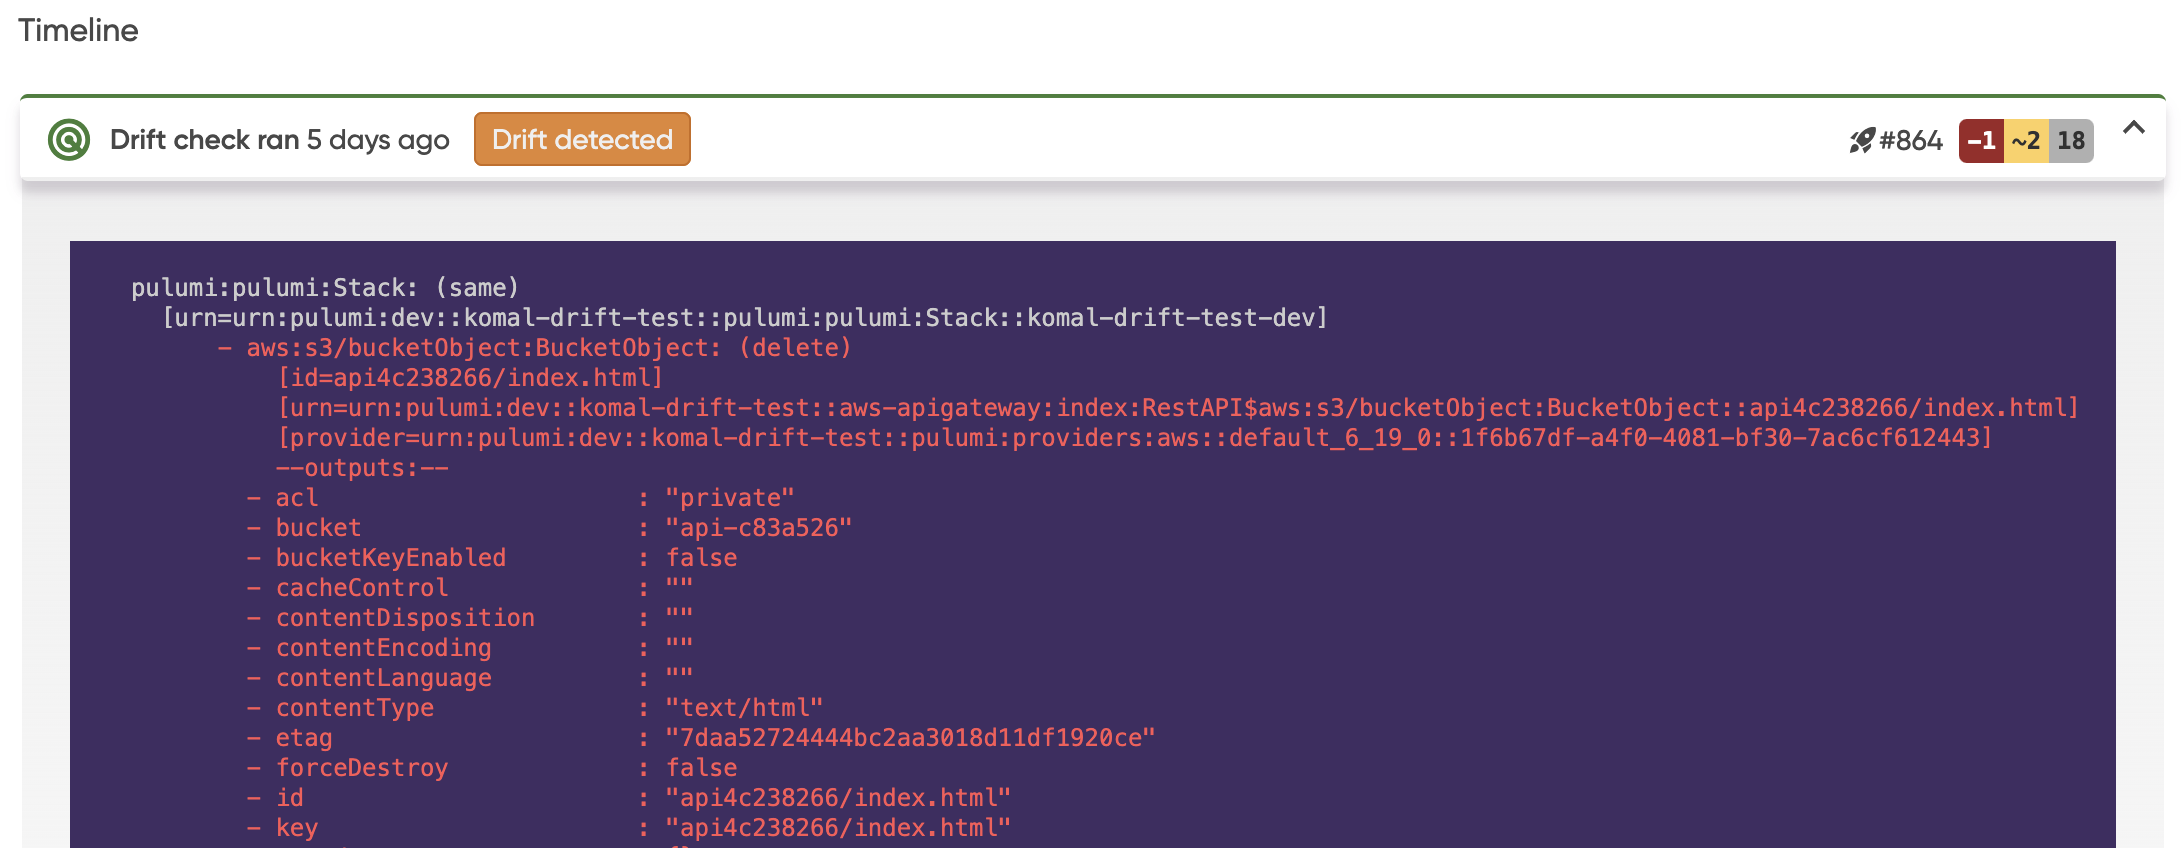 Timeline
Drift check ran 5 days ago Drift detected #864 −1 ~2 18
pulumi:pulumi:Stack: (same)
[urn=urn:pulumi:dev::komal-drift-test::pulumi:pulumi:Stack::komal-drift-test-dev]
- aws:s3/bucketObject:BucketObject: (delete)
[id=api4c238266/index.html]
[urn=urn:pulumi:dev::komal-drift-test::aws-apigateway:index:RestAPI$aws:s3/bucketObject:BucketObject::api4c238266/index.html]
[provider=urn:pulumi:dev::komal-drift-test::pulumi:providers:aws::default_6_19_0::1f6b67df-a4f0-4081-bf30-7ac6cf612443]
--outputs:--
- acl : "private"
- bucket : "api-c83a526"
- bucketKeyEnabled : false
- cacheControl : ""
- contentDisposition : ""
- contentEncoding : ""
- contentLanguage : ""
- contentType : "text/html"
- etag : "7daa52724444bc2aa3018d11df1920ce"
- forceDestroy : false
- id : "api4c238266/index.html"
- key : "api4c238266/index.html"